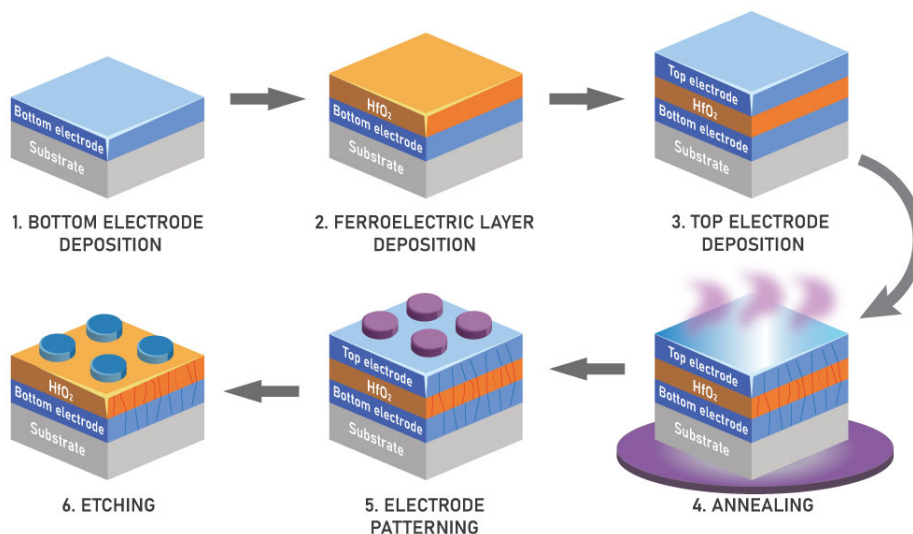 Bottom electrode
Substrate
1. BOTTOM ELECTRODE
DEPOSITION
HfO₂
Bottom electrode
Substrate
2. FERROELECTRIC LAYER
DEPOSITION
Top electrode
HfO₂
Bottom electrode
Substrate
3. TOP ELECTRODE
DEPOSITION
Top electrode
HfO₂
Bottom electrode
Substrate
4. ANNEALING
Top electrode
HfO₂
Bottom electrode
Substrate
5. ELECTRODE
PATTERNING
HfO₂
Bottom electrode
Substrate
6. ETCHING